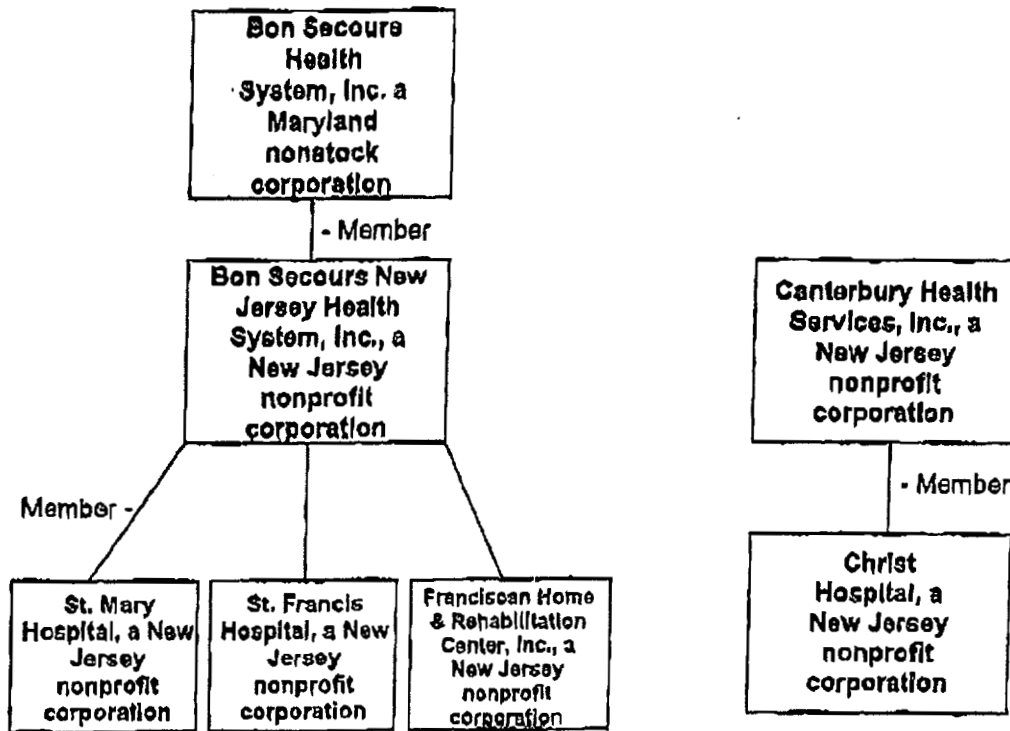 Bon Secours
Health
System, Inc. a
Maryland
nonstock
corporation
- Member
Bon Secours New
Jersey Health
System, Inc., a
New Jersey
nonprofit
corporation
Canterbury Health
Services, Inc., a
New Jersey
nonprofit
corporation
Member -
- Member
St. Mary
Hospital, a New
Jersey
nonprofit
corporation
St. Francis
Hospital, a New
Jersey
nonprofit
corporation
Franciscan Home
& Rehabilitation
Center, Inc., a
New Jersey
nonprofit
corporation
Christ
Hospital, a
New Jersey
nonprofit
corporation